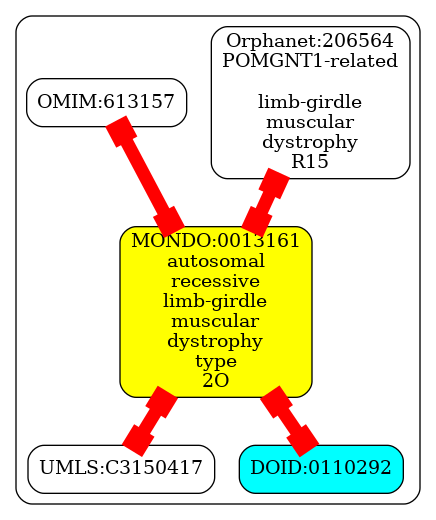 Orphanet:206564
POMGNT1-related
limb-girdle
muscular
dystrophy
R15
OMIM:613157
MONDO:0013161
autosomal
recessive
limb-girdle
muscular
dystrophy
type
2O
UMLS:C3150417
DOID:0110292